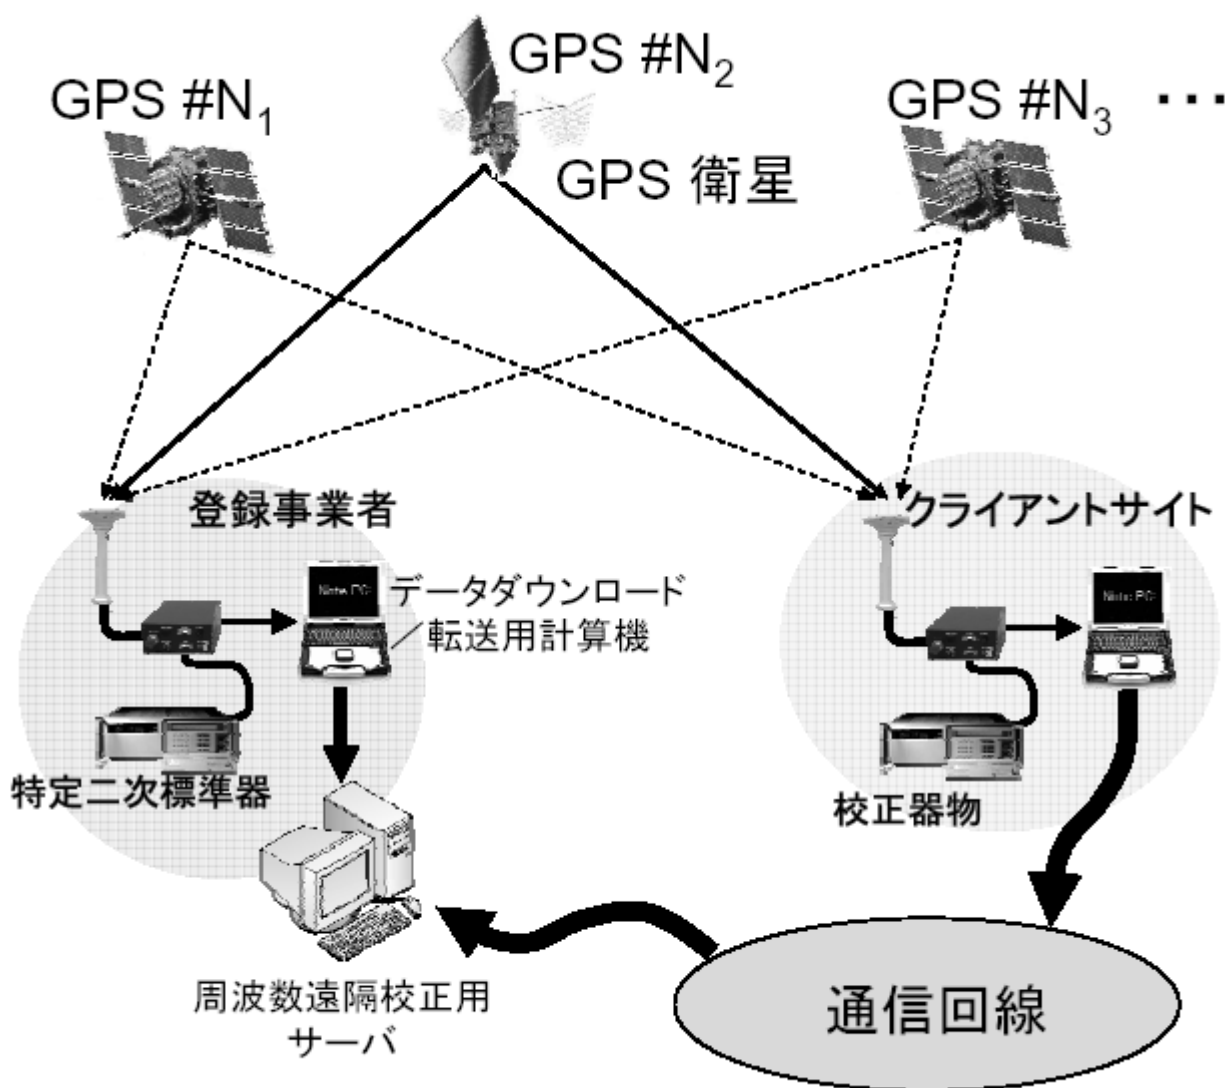 GPS #N₁
GPS #N₂
GPS #N₃ ・・・
GPS 衛星
登録事業者
クライアントサイト
Note PC
データダウンロード
/転送用計算機
Note PC
特定二次標準器
校正器物
周波数遠隔校正用
サーバ
通信回線